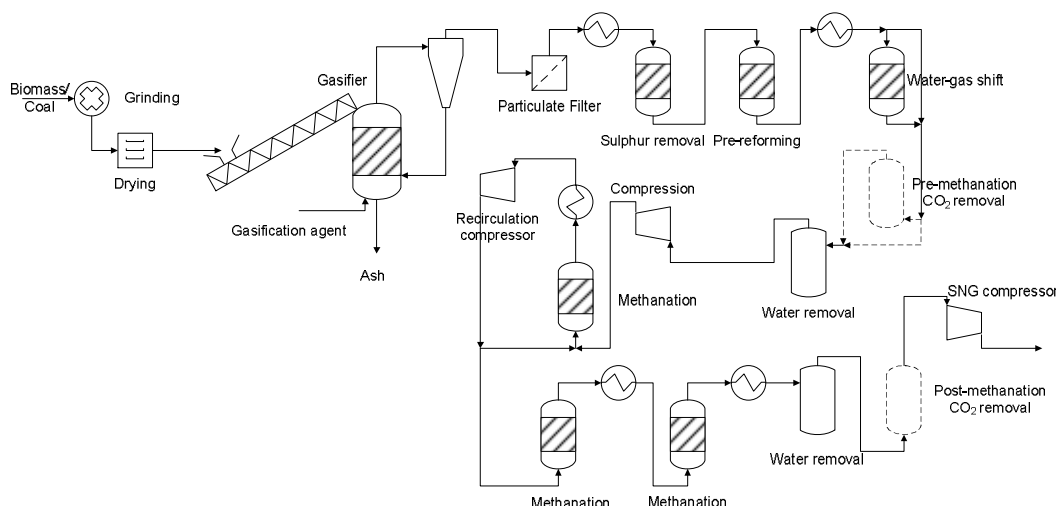 Biomass/
Coal
Grinding
Drying
Gasifier
Gasification agent
Ash
Particulate Filter
Sulphur removal
Pre-reforming
Water-gas shift
Pre-methanation
CO₂ removal
Recirculation
compressor
Compression
Methanation
Water removal
SNG compressor
Methanation
Methanation
Water removal
Post-methanation
CO₂ removal